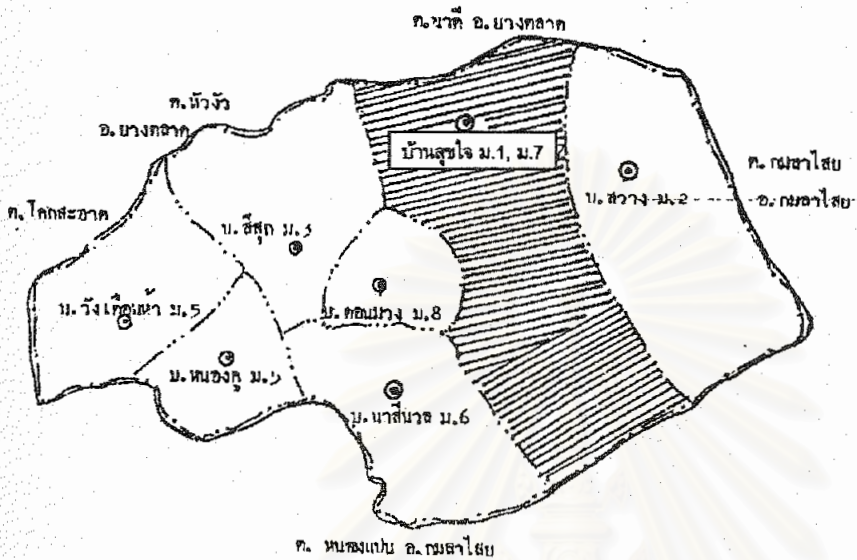 ต.นาดี อ.ยางตลาด
ต.หัวงัว
อ.ยางตลาด
บ้านสุขใจ ม.1, ม.7
ต.กมลาไสย
อ.กมลาไสย
บ.สวาง ม.2
ต.โคกสะอาด
บ.สีสุก ม.3
บ.วังเดือนห้า ม.5
บ.ดอนม่วง ม.8
บ.หนองคู ม.5
บ.นาสีนวล ม.6
ต. หนองแปน อ.กมลาไสย